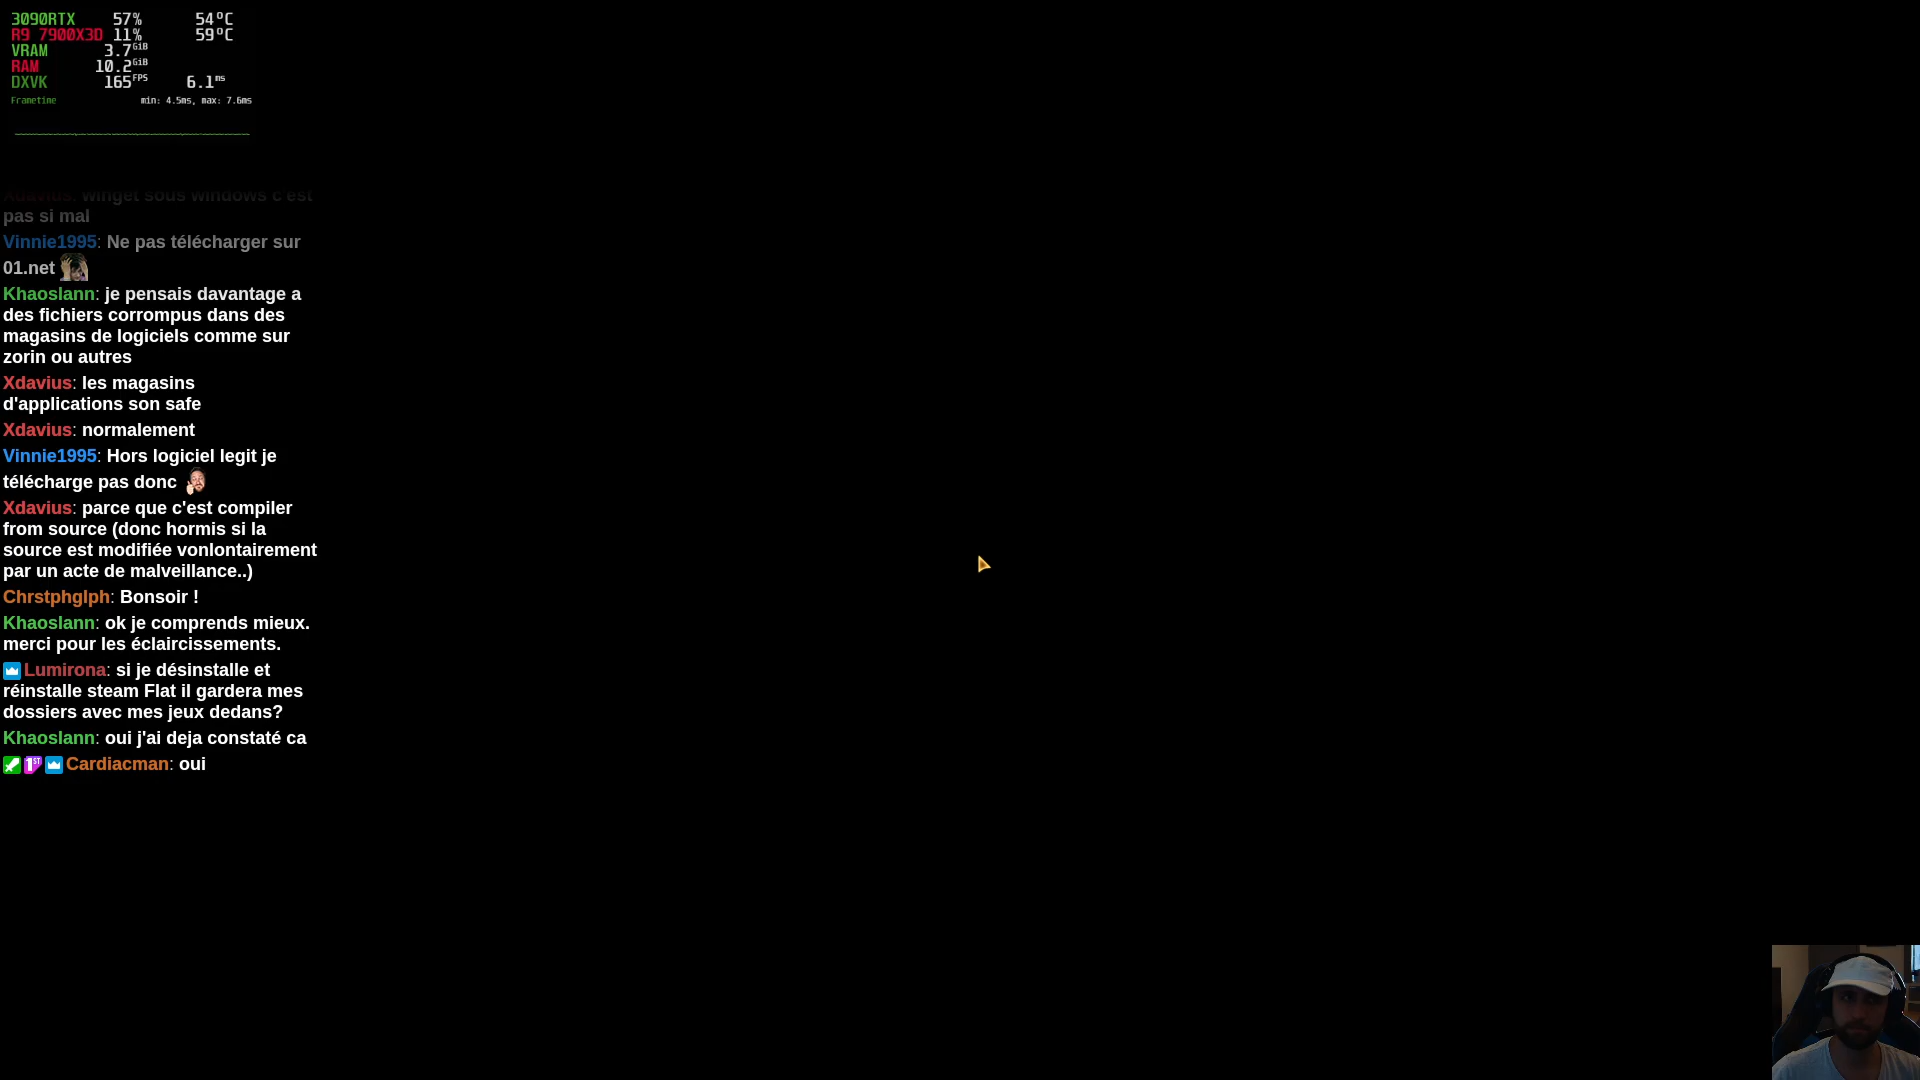 3090RTX 57% 54°C
R9 7900X3D 11% 59°C
VRAM 3.7GiB
RAM 10.2GiB
DXVK 165FPS 6.1ms
Frametime min: 4.5ms, max: 7.6ms
Xdavius: winget sous windows c'est
pas si mal
Vinnie1995: Ne pas télécharger sur
01.net
Khaoslann: je pensais davantage a
des fichiers corrompus dans des
magasins de logiciels comme sur
zorin ou autres
Xdavius: les magasins
d'applications son safe
Xdavius: normalement
Vinnie1995: Hors logiciel legit je
télécharge pas donc
Xdavius: parce que c'est compiler
from source (donc hormis si la
source est modifiée vonlontairement
par un acte de malveillance..)
Chrstphglph: Bonsoir !
Khaoslann: ok je comprends mieux.
merci pour les éclaircissements.
Lumirona: si je désinstalle et
réinstalle steam Flat il gardera mes
dossiers avec mes jeux dedans?
Khaoslann: oui j'ai deja constaté ca
1ST Cardiacman: oui